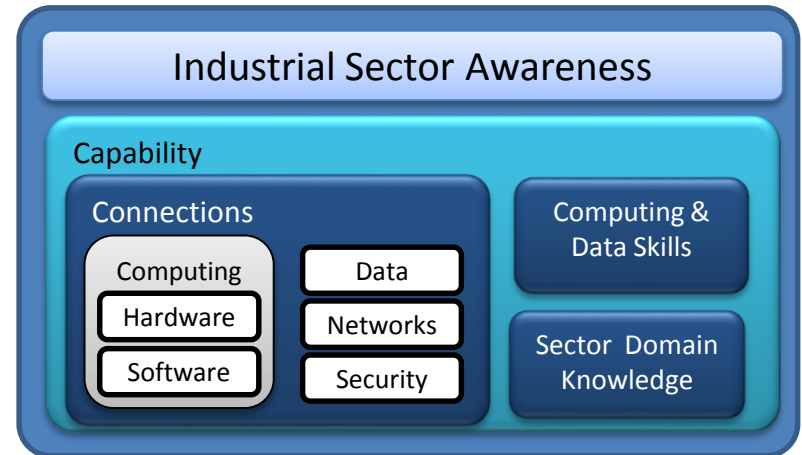 Industrial Sector Awareness
Capability
Connections
Computing
Hardware
Software
Data
Networks
Security
Computing &
Data Skills
Sector Domain
Knowledge